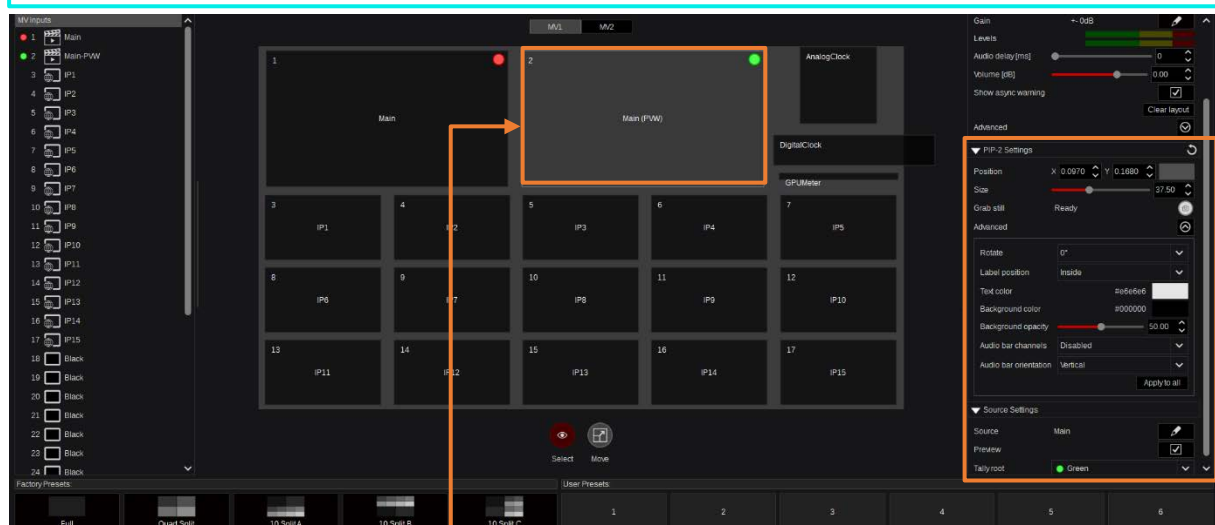 MV Inputs
1 Main
2 Main-PVW
3 IP1
4 IP2
5 IP3
6 IP4
7 IP5
8 IP6
9 IP7
10 IP8
11 IP9
12 IP10
13 IP11
14 IP12
15 IP13
16 IP14
17 IP15
18 Black
19 Black
20 Black
21 Black
22 Black
23 Black
24 Black
MV1 MV2
1
Main
2
Main (PVW)
AnalogClock
DigitalClock
GPUMeter
3
IP1
4
5
IP3
6
IP4
7
IP5
8
IP6
9
10
IP8
11
IP9
12
IP10
13
IP11
14
15
IP13
16
IP14
17
IP15
Select Move
Gain +- 0dB
Levels
Audio delay[ms] 0
Volume [dB] 0.00
Show async warning
Clear layout
Advanced
PIP-2 Settings
Position X 0.0970 Y 0.1680
Size 37.50
Grab still Ready
Advanced
Rotate 0°
Label position Inside
Text color #e6e6e6
Background color #000000
Background opacity 50.00
Audio bar channels Disabled
Audio bar orientation Vertical
Apply to all
Source Settings
Source Main
Preview
Tally root Green
Factory Presets:
Full
Quad Split
10 Split A
10 Split B
10 Split C
User Presets:
1 2 3 4 5 6